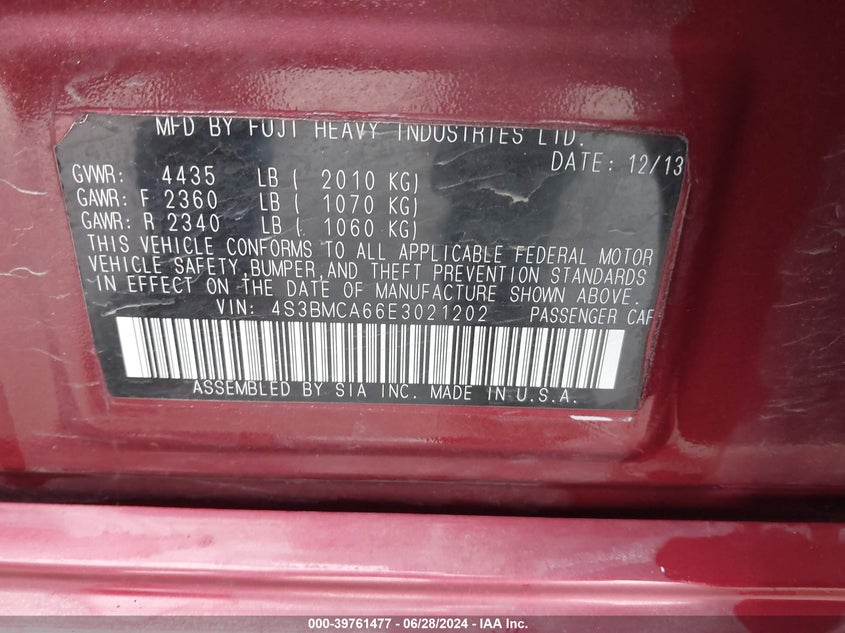 MFD BY FUJI HEAVY INDUSTRIES LTD.
DATE: 12/13
GVWR: 4435 LB ( 2010 KG)
GAWR: F 2360 LB ( 1070 KG)
GAWR: R 2340 LB ( 1060 KG)
THIS VEHICLE CONFORMS TO ALL APPLICABLE FEDERAL MOTOR
VEHICLE SAFETY, BUMPER, AND THEFT PREVENTION STANDARDS
IN EFFECT ON THE DATE OF MANUFACTURE SHOWN ABOVE.
VIN: 4S3BMCA66E3021202 PASSENGER CAR
ASSEMBLED BY SIA INC. MADE IN U.S.A.
000-39761477 | 06/28/2024 - IAA Inc.